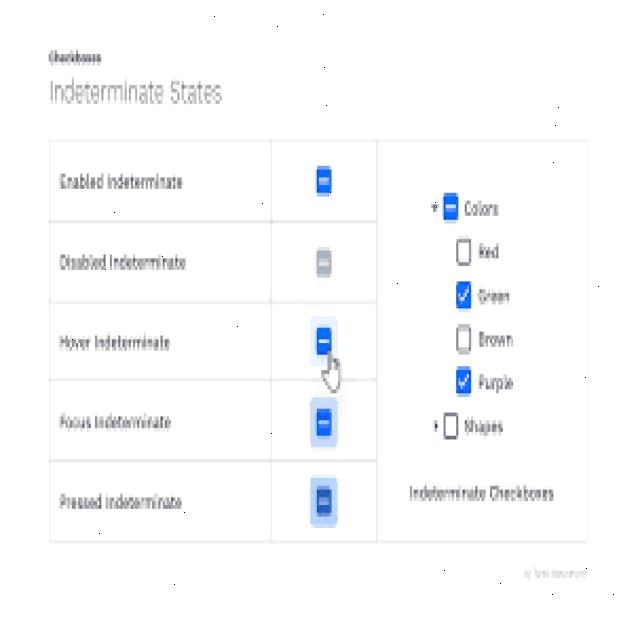 Checkboxes
Indeterminate States
Enabled Indeterminate
Disabled Indeterminate
Hover Indeterminate
Focus Indeterminate
Pressed Indeterminate
Colors
Red
Green
Brown
Purple
Shapes
Indeterminate Checkboxes
by